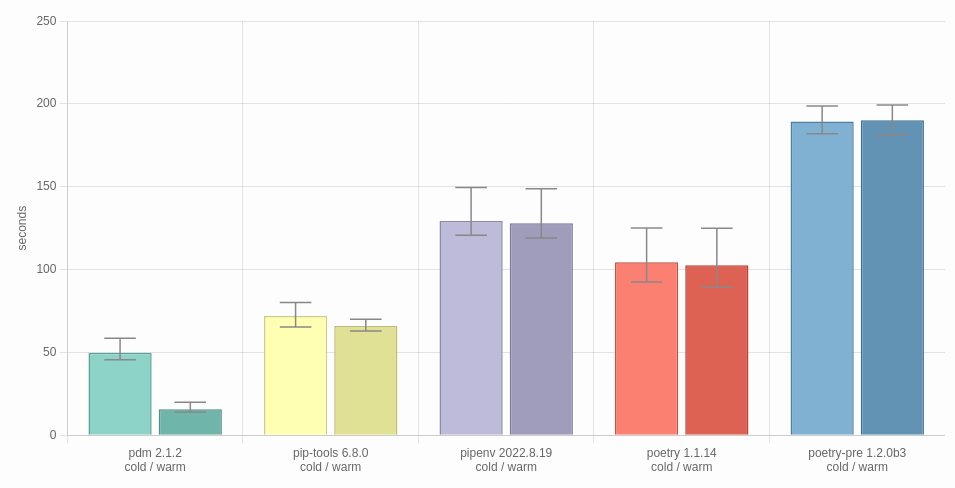 250
200
150
100
50
0
seconds
pdm 2.1.2
cold / warm
pip-tools 6.8.0
cold / warm
pipenv 2022.8.19
cold / warm
poetry 1.1.14
cold / warm
poetry-pre 1.2.0b3
cold / warm